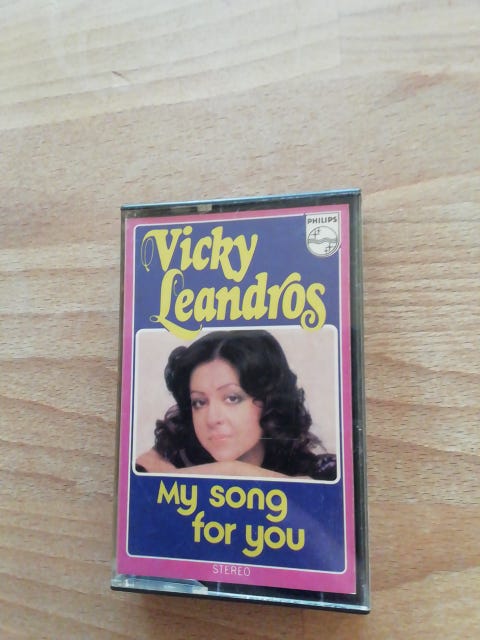 PHILIPS
Vicky
Leandros
My song
for you
STEREO